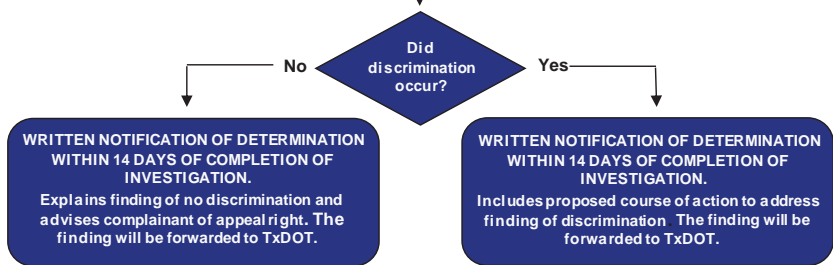 Did
discrimination
occur?
No
Yes
WRITTEN NOTIFICATION OF DETERMINATION
WITHIN 14 DAYS OF COMPLETION OF
INVESTIGATION.
Explains finding of no discrimination and
advises complainant of appeal right. The
finding will be forwarded to TxDOT.
WRITTEN NOTIFICATION OF DETERMINATION
WITHIN 14 DAYS OF COMPLETION OF
INVESTIGATION.
Includes proposed course of action to address
finding of discrimination. The finding will be
forwarded to TxDOT.